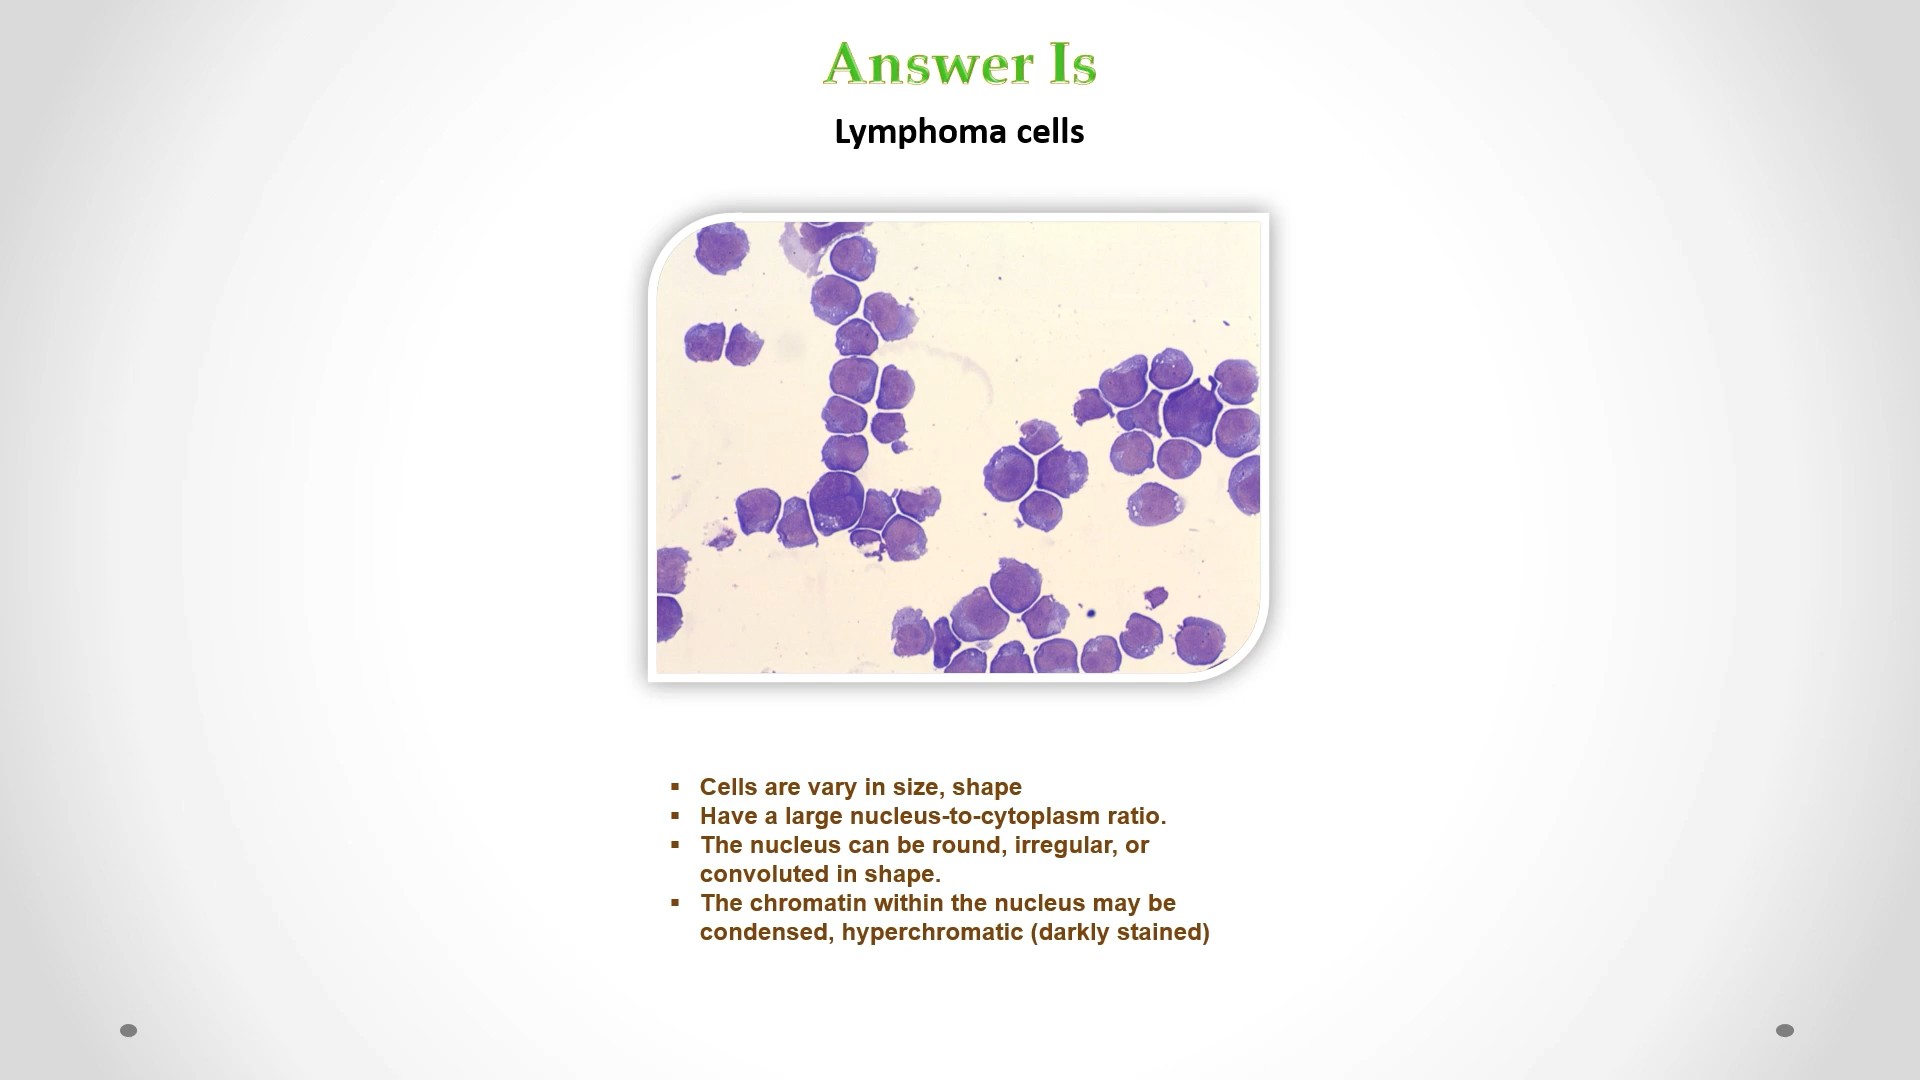 Answer Is
Lymphoma cells
▪ Cells are vary in size, shape
▪ Have a large nucleus-to-cytoplasm ratio.
▪ The nucleus can be round, irregular, or
convoluted in shape.
▪ The chromatin within the nucleus may be
condensed, hyperchromatic (darkly stained)